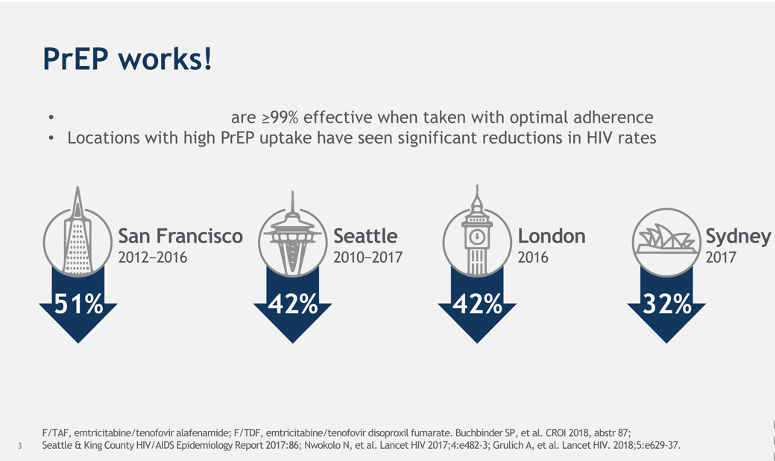 PrEP works!
• are ≥99% effective when taken with optimal adherence
• Locations with high PrEP uptake have seen significant reductions in HIV rates
San Francisco
2012–2016
51%
Seattle
2010–2017
42%
London
2016
42%
Sydney
2017
32%
F/TAF, emtricitabine/tenofovir alafenamide; F/TDF, emtricitabine/tenofovir disoproxil fumarate. Buchbinder SP, et al. CROI 2018, abstr 87;
Seattle & King County HIV/AIDS Epidemiology Report 2017:86; Nwokolo N, et al. Lancet HIV 2017;4:e482-3; Grulich A, et al. Lancet HIV. 2018;5:e629-37.
3